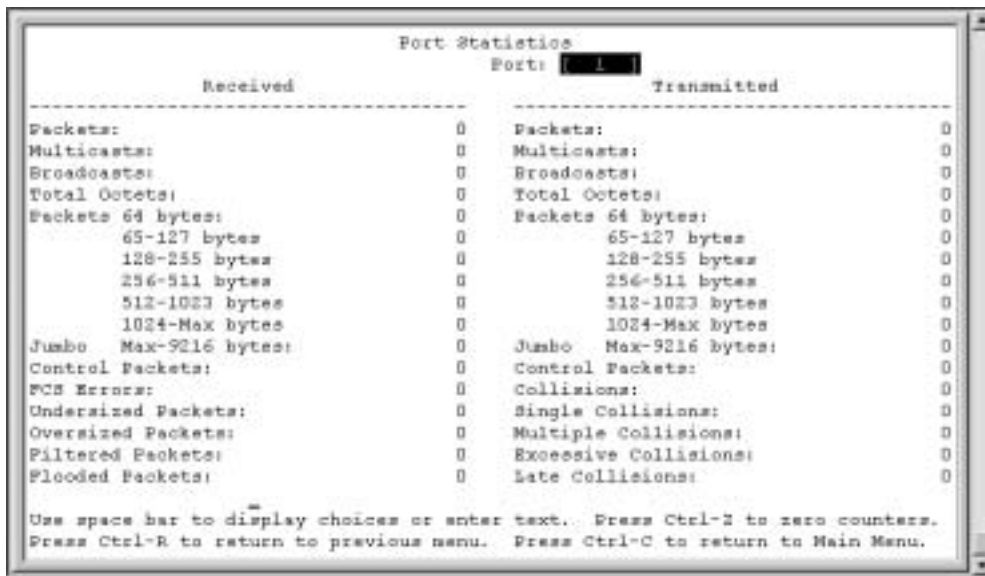 Port Statistics
Port: [ 1 ]
Received Transmitted
Packets: 0 Packets: 0
Multicasts: 0 Multicasts: 0
Broadcasts: 0 Broadcasts: 0
Total Octets: 0 Total Octets: 0
Packets 64 bytes: 0 Packets 64 bytes: 0
65-127 bytes 0 65-127 bytes 0
128-255 bytes 0 128-255 bytes 0
256-511 bytes 0 256-511 bytes 0
512-1023 bytes 0 512-1023 bytes 0
1024-Max bytes 0 1024-Max bytes 0
Jumbo Max-9216 bytes: 0 Jumbo Max-9216 bytes: 0
Control Packets: 0 Control Packets: 0
FCS Errors: 0 Collisions: 0
Undersized Packets: 0 Single Collisions: 0
Oversized Packets: 0 Multiple Collisions: 0
Filtered Packets: 0 Excessive Collisions: 0
Flooded Packets: 0 Late Collisions: 0
Use space bar to display choices or enter text. Press Ctrl-Z to zero counters.
Press Ctrl-R to return to previous menu. Press Ctrl-C to return to Main Menu.